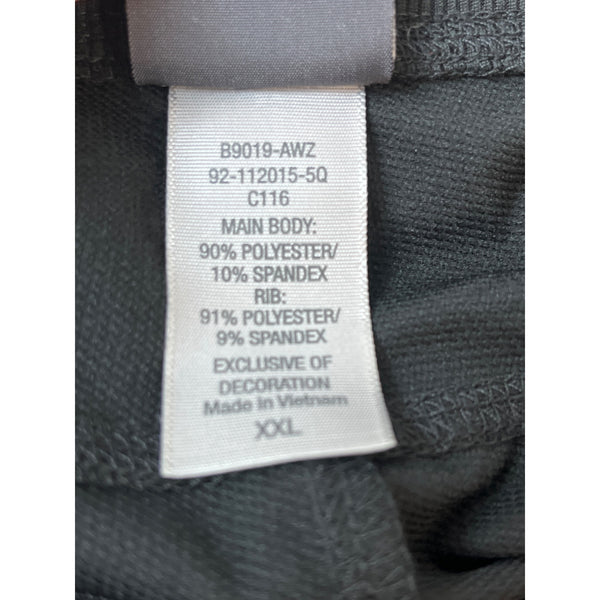 B9019-AWZ
92-112015-5Q
C116
MAIN BODY:
90% POLYESTER/
10% SPANDEX
RIB:
91% POLYESTER/
9% SPANDEX
EXCLUSIVE OF
DECORATION
Made in Vietnam
XXL